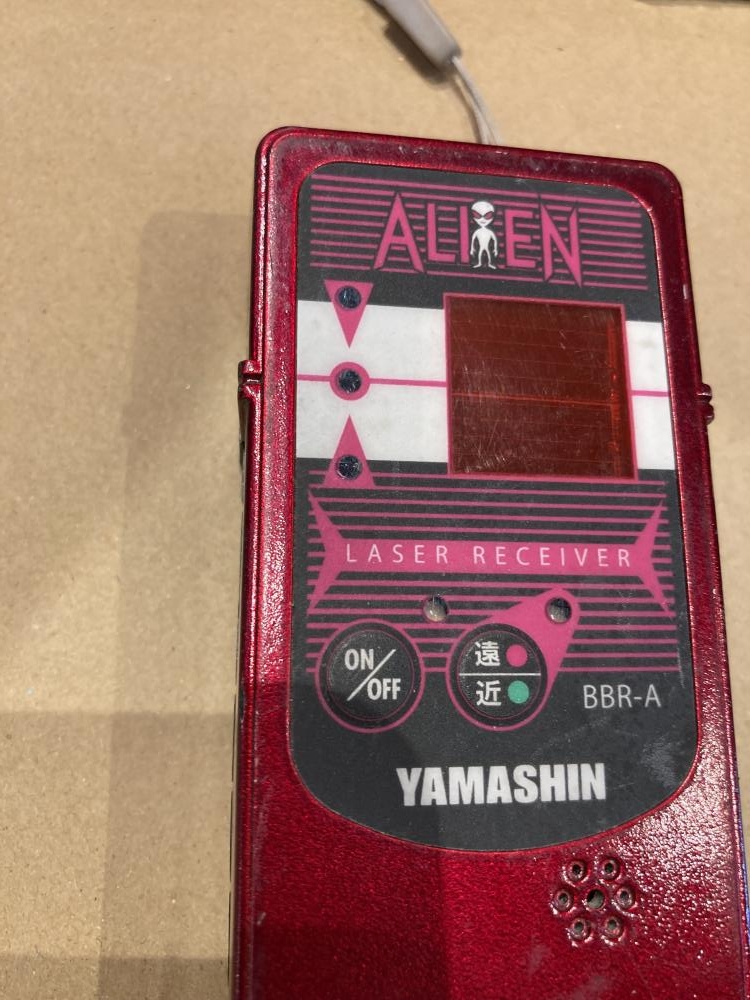 ALIEN
LASER RECEIVER
ON/OFF
遠
近
BBR-A
YAMASHIN